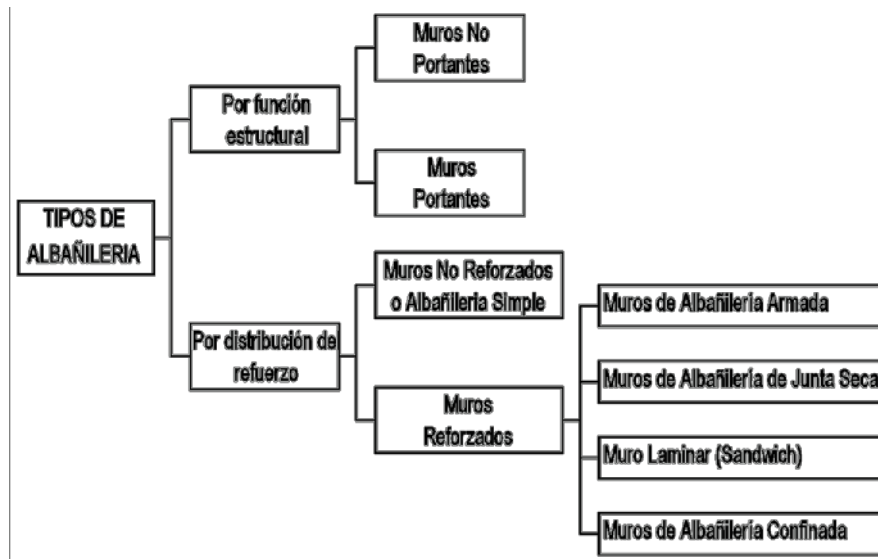 Muros No
Portantes
Por función
estructural
Muros
Portantes
TIPOS DE
ALBAÑILERIA
Muros No Reforzados
o Albañileria Simple
Por distribución de
refuerzo
Muros
Reforzados
Muros de Albañilería Armada
Muros de Albañilería de Junta Seca
Muro Laminar (Sandwich)
Muros de Albañilería Confinada